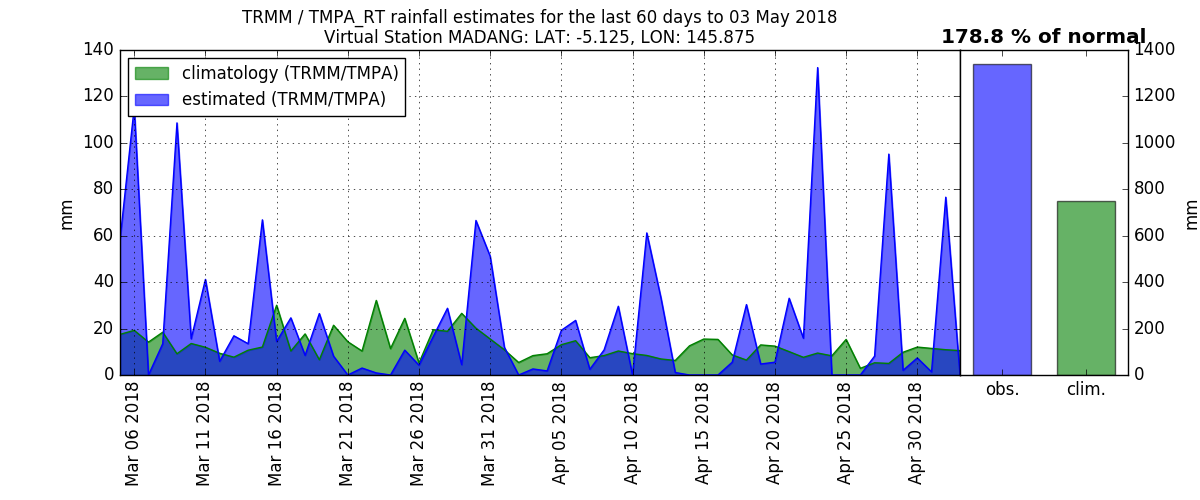 TRMM / TMPA_RT rainfall estimates for the last 60 days to 03 May 2018
Virtual Station MADANG: LAT: -5.125, LON: 145.875
178.8 % of normal
climatology (TRMM/TMPA)
estimated (TRMM/TMPA)
mm
140
120
100
80
60
40
20
0
Mar 06 2018
Mar 11 2018
Mar 16 2018
Mar 21 2018
Mar 26 2018
Mar 31 2018
Apr 05 2018
Apr 10 2018
Apr 15 2018
Apr 20 2018
Apr 25 2018
Apr 30 2018
obs.
clim.
1400
1200
1000
800
600
400
200
0
mm